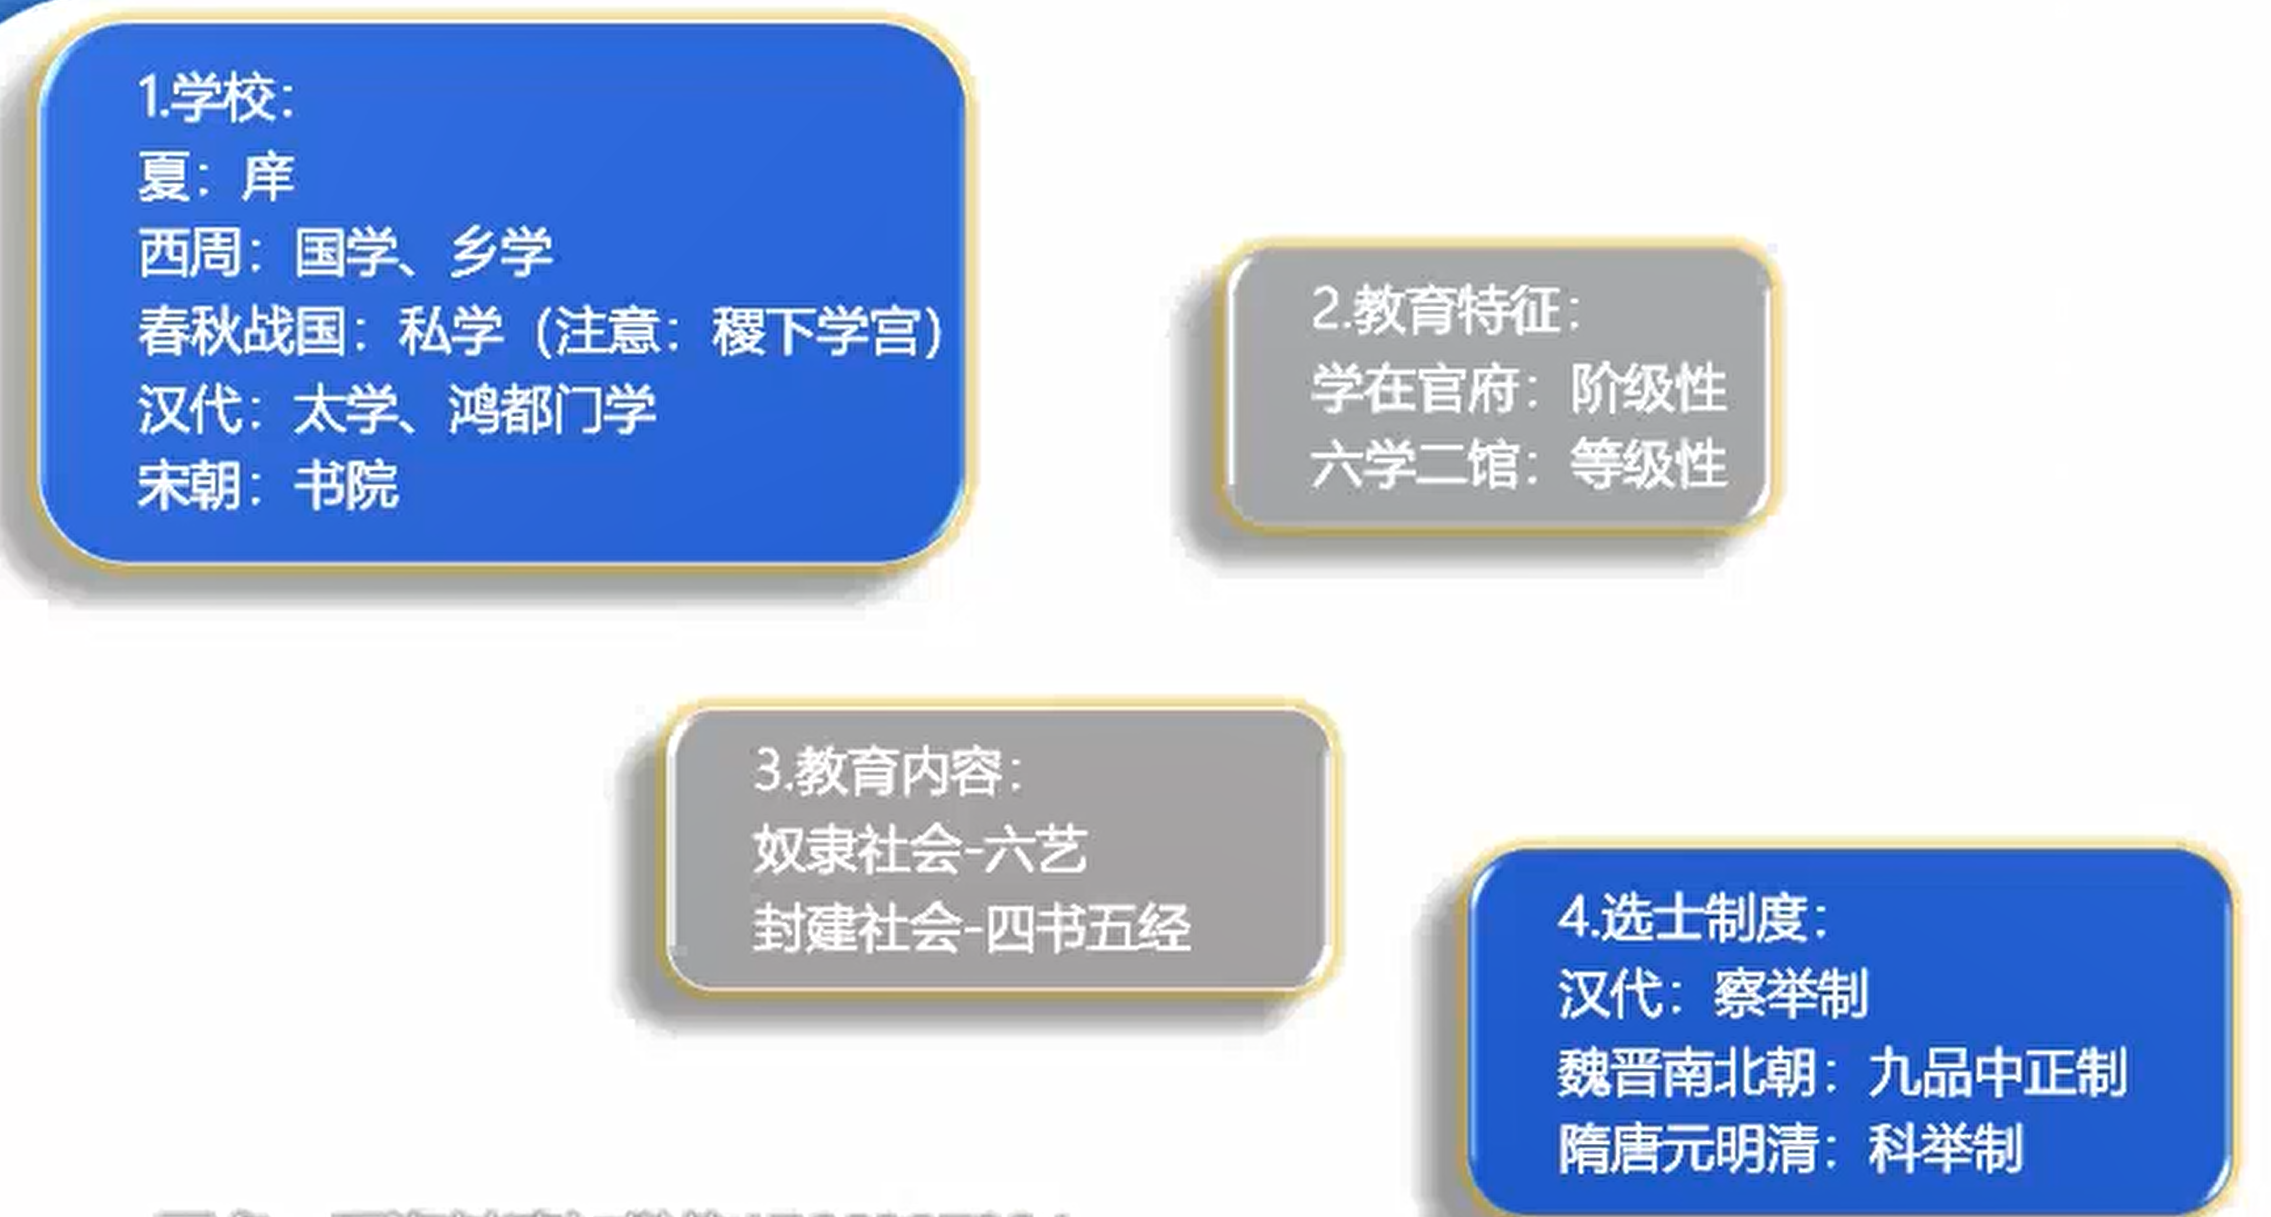 1.学校：
夏：庠
西周：国学、乡学
春秋战国：私学（注意：稷下学宫）
汉代：太学、鸿都门学
宋朝：书院
2.教育特征：
学在官府：阶级性
六学二馆：等级性
3.教育内容：
奴隶社会-六艺
封建社会-四书五经
4.选士制度：
汉代：察举制
魏晋南北朝：九品中正制
隋唐元明清：科举制